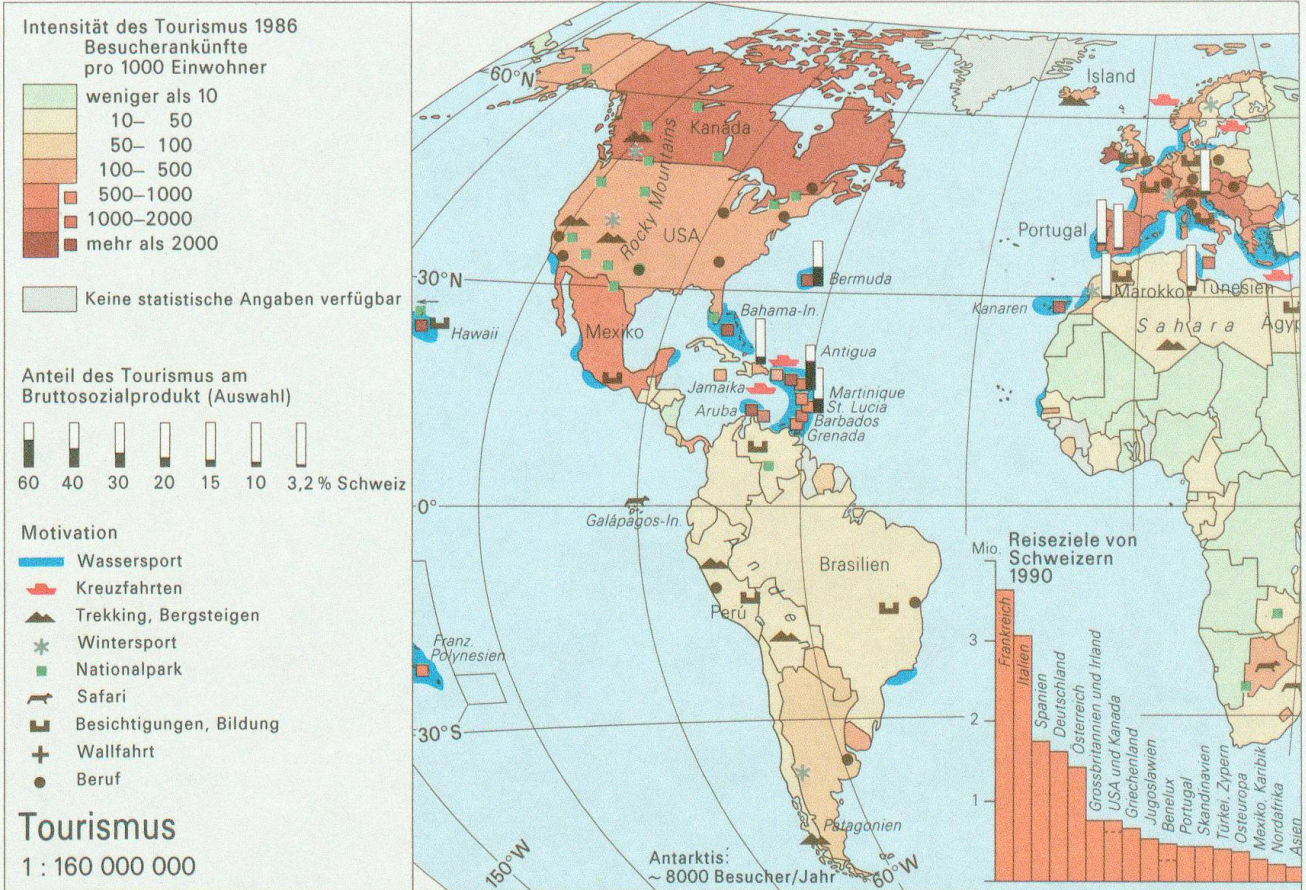 Intensität des Tourismus 1986
Besucherankünfte
pro 1000 Einwohner
weniger als 10
10– 50
50– 100
100– 500
500–1000
1000–2000
mehr als 2000
Keine statistische Angaben verfügbar
Anteil des Tourismus am
Bruttosozialprodukt (Auswahl)
60 40 30 20 15 10 3,2 % Schweiz
Motivation
Wassersport
Kreuzfahrten
Trekking, Bergsteigen
Wintersport
Nationalpark
Safari
Besichtigungen, Bildung
Wallfahrt
Beruf
Tourismus
1 : 160 000 000
60°N
Island
Kanada
Rocky Mountains
USA
Portugal
30°N
Bermuda
Marokko
Tunesien
Kanaren
Bahama-In.
Hawaii
Mexiko
Sahara
Ägyp
Antigua
Jamaika
Martinique
Aruba
St. Lucia
Barbados
Grenada
0°
Galápagos-In.
Brasilien
Perú
Ande
Franz.
Polynesien
30°S
Patagonien
150°W
Antarktis:
~ 8000 Besucher/Jahr
60°W
Reiseziele von
Schweizern
1990
Mio.
3
2
1
Frankreich
Italien
Spanien
Deutschland
Österreich
Grossbritannien und Irland
USA und Kanada
Griechenland
Jugoslawien
Benelux
Portugal
Skandinavien
Türkei, Zypern
Osteuropa
Mexiko, Karibik
Nordafrika
Asien